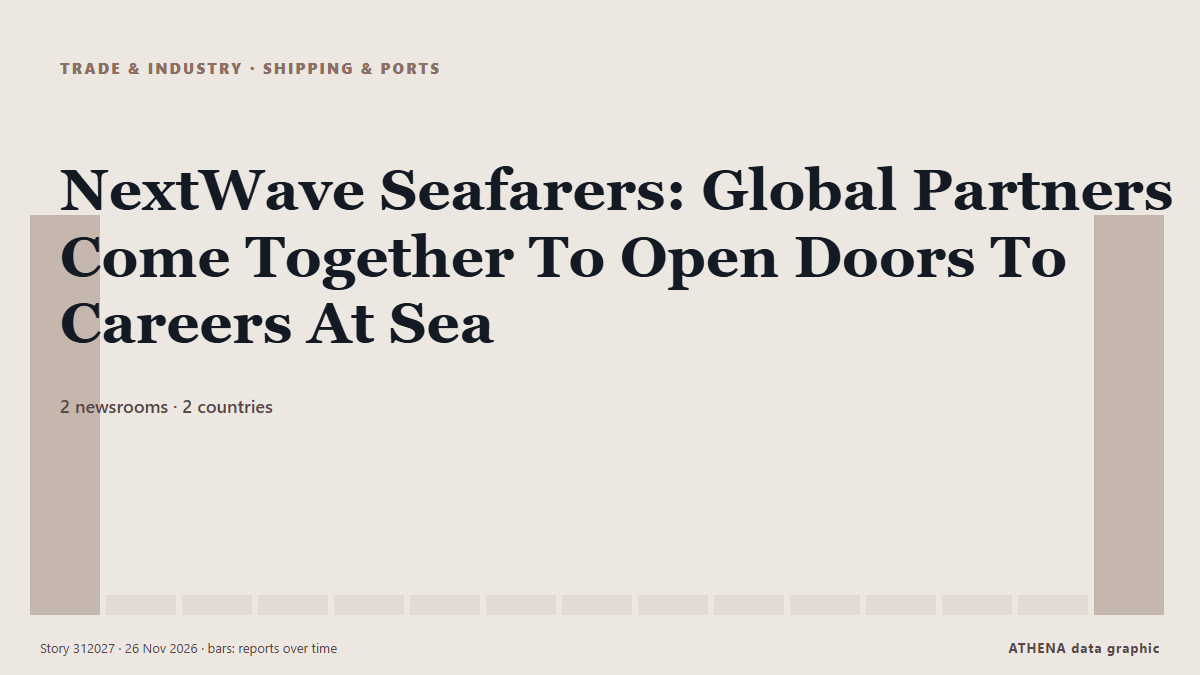 TRADE & INDUSTRY · SHIPPING & PORTS
NextWave Seafarers: Global Partners
Come Together To Open Doors To
Careers At Sea
2 newsrooms · 2 countries
Story 312027 · 26 Nov 2026 · bars: reports over time
ATHENA data graphic